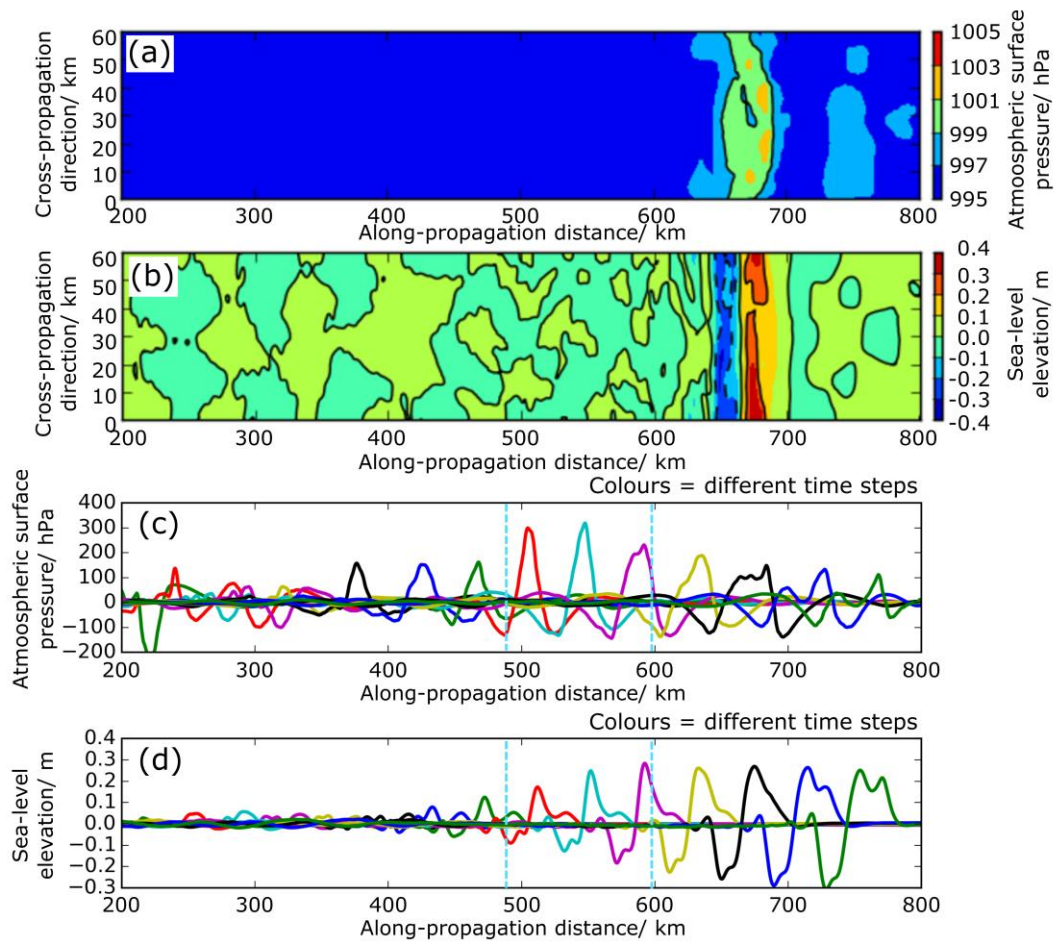 (a)
Cross-propagation
direction/ km
60
50
40
30
20
10
0
200 300 400 500 600 700 800
Along-propagation distance/ km
1005
1003
1001
999
997
995
Atmoospheric surface
pressure/ hPa
(b)
Cross-propagation
direction/ km
60
50
40
30
20
10
0
200 300 400 500 600 700 800
Along-propagation distance/ km
0.4
0.3
0.2
0.1
0.0
-0.1
-0.2
-0.3
-0.4
Sea-level
elevation/ m
Colours = different time steps
(c)
Atmoospheric surface
pressure/ hPa
400
300
200
100
0
−100
−200
200 300 400 500 600 700 800
Along-propagation distance/ km
Colours = different time steps
(d)
Sea-level
elevation/ m
0.4
0.3
0.2
0.1
0.0
−0.1
−0.2
−0.3
200 300 400 500 600 700 800
Along-propagation distance/ km